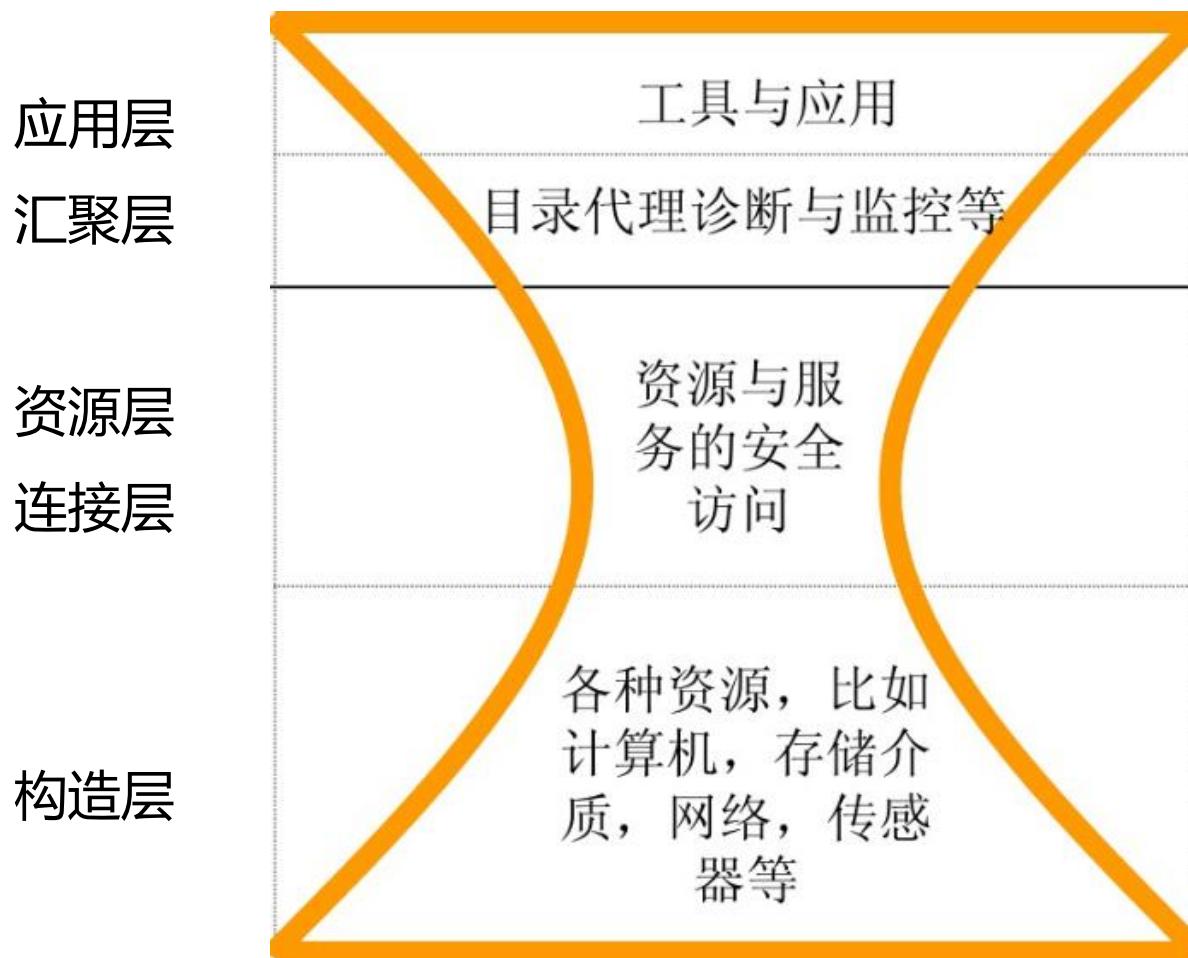 应用层
工具与应用
汇聚层
目录代理诊断与监控等
资源层
连接层
资源与服
务的安全
访问
构造层
各种资源，比如
计算机，存储介
质，网络，传感
器等